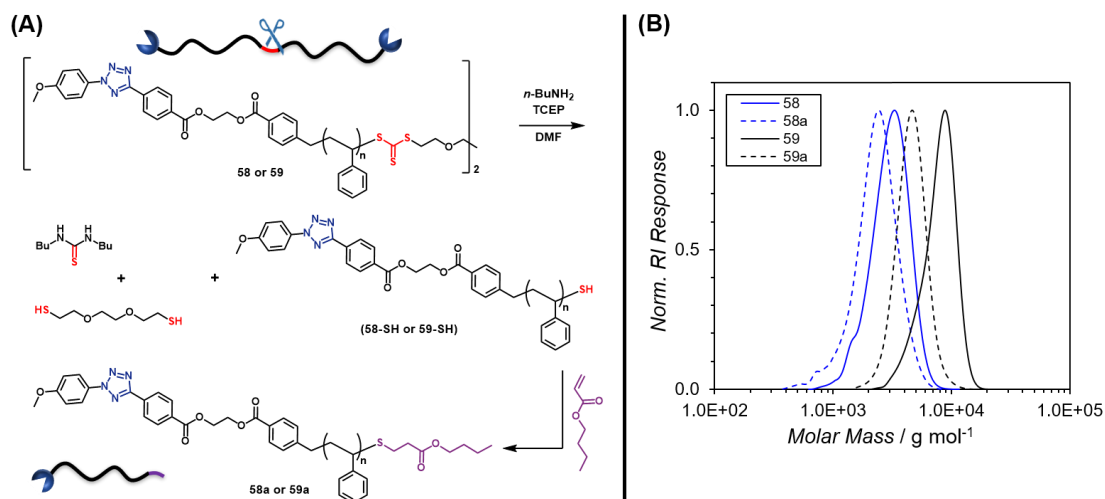 (A)
N N
N N
N
O
O
O
O
O
n
S
S
S
O
2
58 or 59
n-BuNH2
TCEP
DMF
H H
Bu N N Bu
S
+
+
HS
O
O
SH
N N
N N
O
O
O
O
O
n
SH
(58-SH or 59-SH)
O
O
N N
N N
O
O
O
O
O
n
S
O
O
58a or 59a
(B)
58
58a
59
59a
Norm. RI Response
1.0
0.5
0.0
1.0E+02
1.0E+03
1.0E+04
1.0E+05
Molar Mass / g mol-1